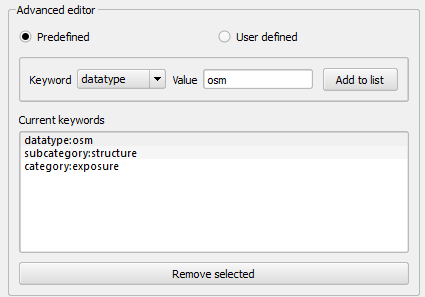 Advanced editor
Predefined User defined
Keyword datatype Value osm Add to list
Current keywords
datatype:osm
subcategory:structure
category:exposure
Remove selected